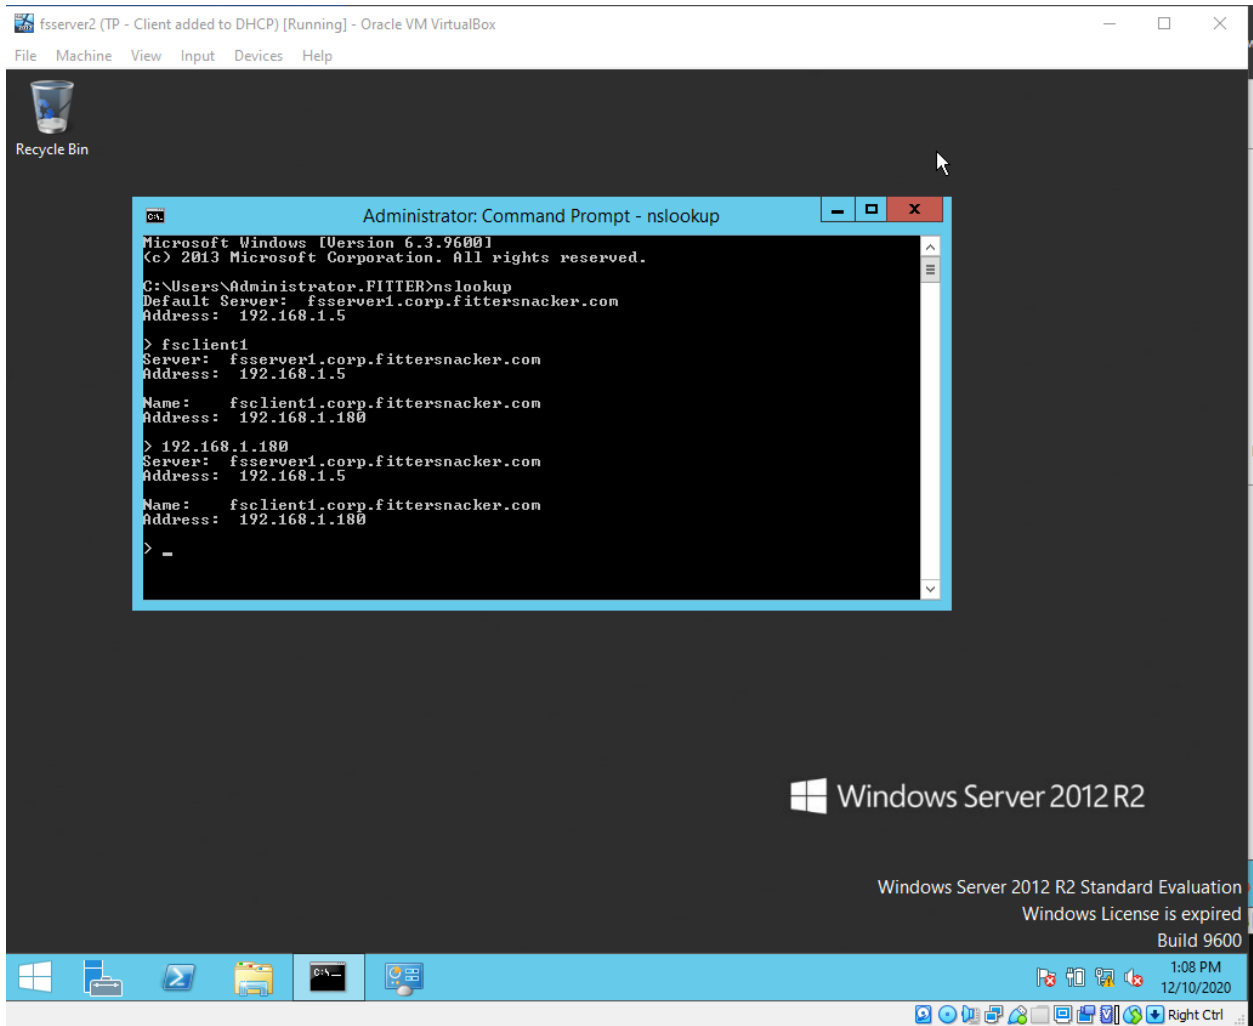 fsserver2 (TP - Client added to DHCP) [Running] - Oracle VM VirtualBox
File Machine View Input Devices Help
Recycle Bin
Administrator: Command Prompt - nslookup
Microsoft Windows [Version 6.3.9600]
(c) 2013 Microsoft Corporation. All rights reserved.
C:\Users\Administrator.FITTER>nslookup
Default Server: fsserver1.corp.fittersnacker.com
Address: 192.168.1.5
> fsclient1
Server: fsserver1.corp.fittersnacker.com
Address: 192.168.1.5
Name: fsclient1.corp.fittersnacker.com
Address: 192.168.1.180
> 192.168.1.180
Server: fsserver1.corp.fittersnacker.com
Address: 192.168.1.5
Name: fsclient1.corp.fittersnacker.com
Address: 192.168.1.180
> _
Windows Server 2012 R2
Windows Server 2012 R2 Standard Evaluation
Windows License is expired
Build 9600
1:08 PM
12/10/2020
Right Ctrl